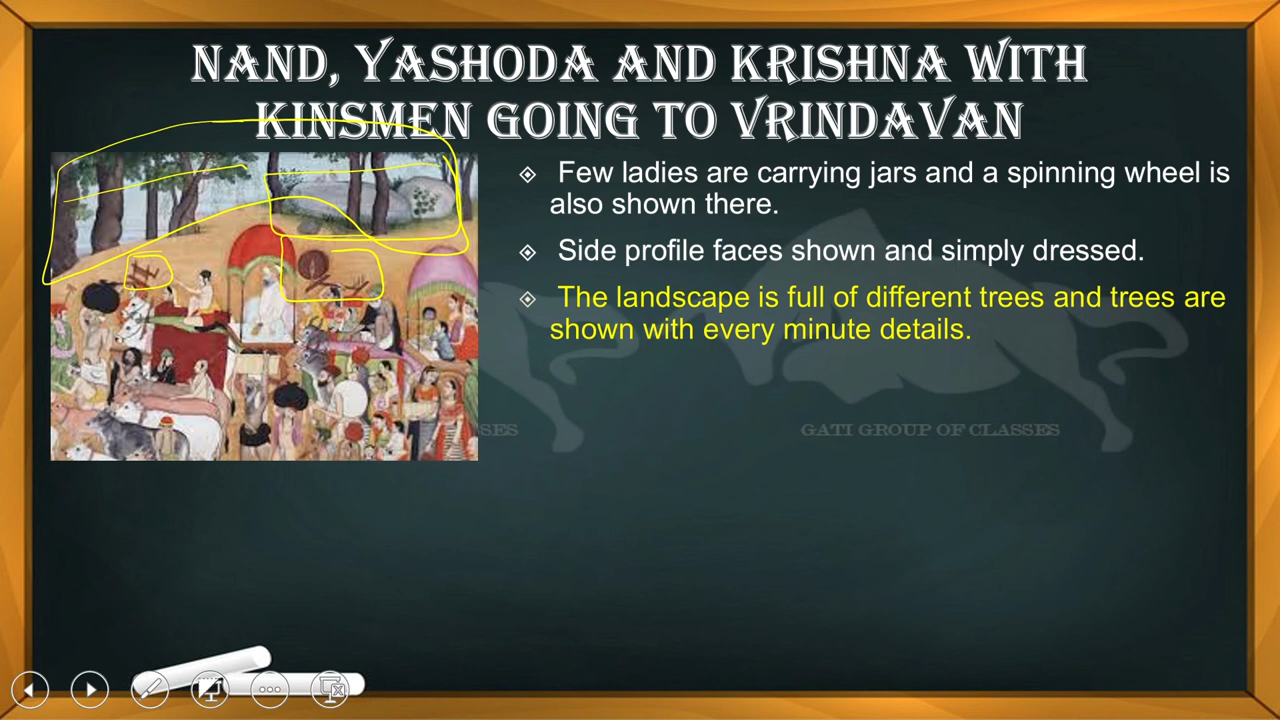 NAND, YASHODA AND KRISHNA WITH
KINSMEN GOING TO VRINDAVAN
Few ladies are carrying jars and a spinning wheel is
also shown there.
Side profile faces shown and simply dressed.
The landscape is full of different trees and trees are
shown with every minute details.
SSES
GATI GROUP OF CLASSES